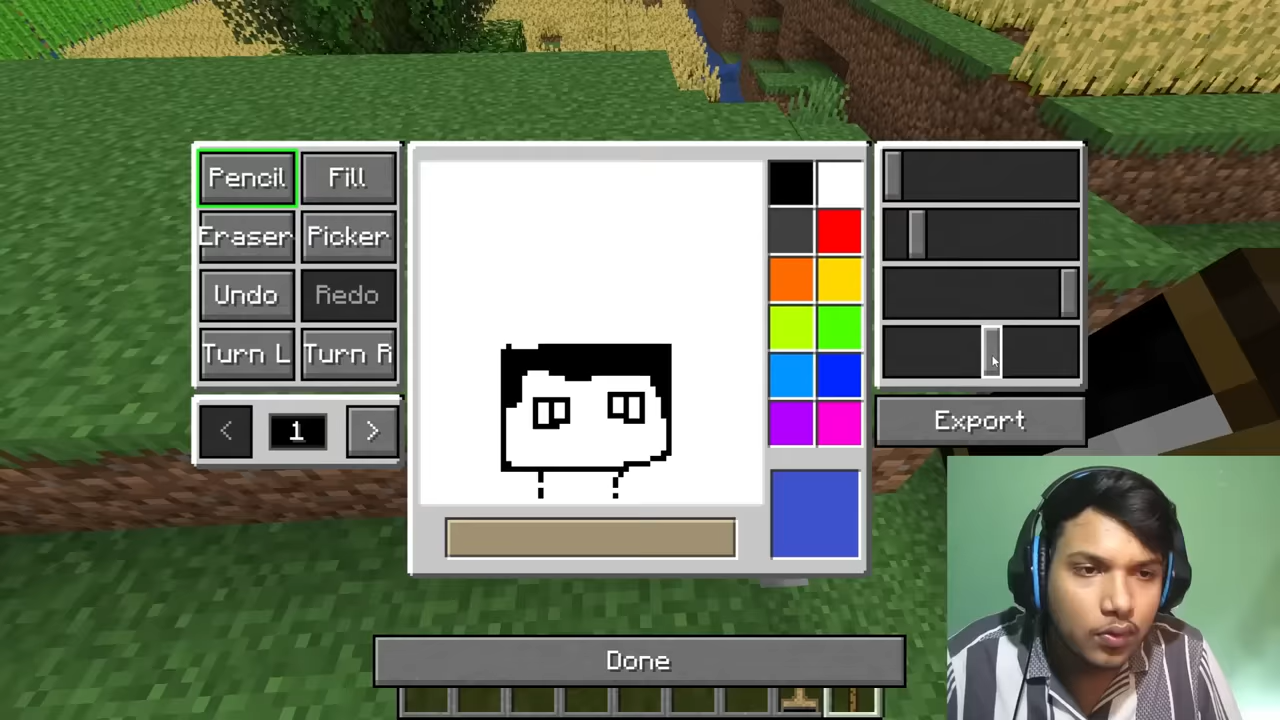 Pencil Fill
Eraser Picker
Undo Redo
Turn L Turn R
< 1 >
Export
Done